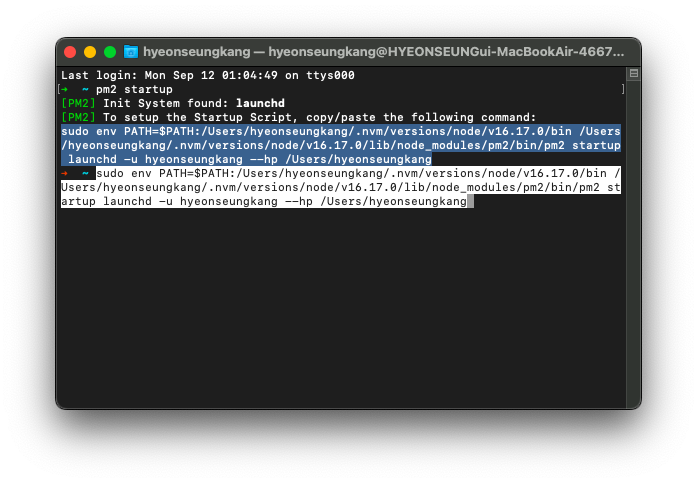 hyeonseungkang — hyeonseungkang@HYEONSEUNGui-MacBookAir-4667...
Last login: Mon Sep 12 01:04:49 on ttys000
[➜  ~ pm2 startup ]
[PM2] Init System found: launchd
[PM2] To setup the Startup Script, copy/paste the following command:
sudo env PATH=$PATH:/Users/hyeonseungkang/.nvm/versions/node/v16.17.0/bin /Users
/hyeonseungkang/.nvm/versions/node/v16.17.0/lib/node_modules/pm2/bin/pm2 startup
 launchd -u hyeonseungkang --hp /Users/hyeonseungkang
➜  ~ sudo env PATH=$PATH:/Users/hyeonseungkang/.nvm/versions/node/v16.17.0/bin /
Users/hyeonseungkang/.nvm/versions/node/v16.17.0/lib/node_modules/pm2/bin/pm2 st
artup launchd -u hyeonseungkang --hp /Users/hyeonseungkang